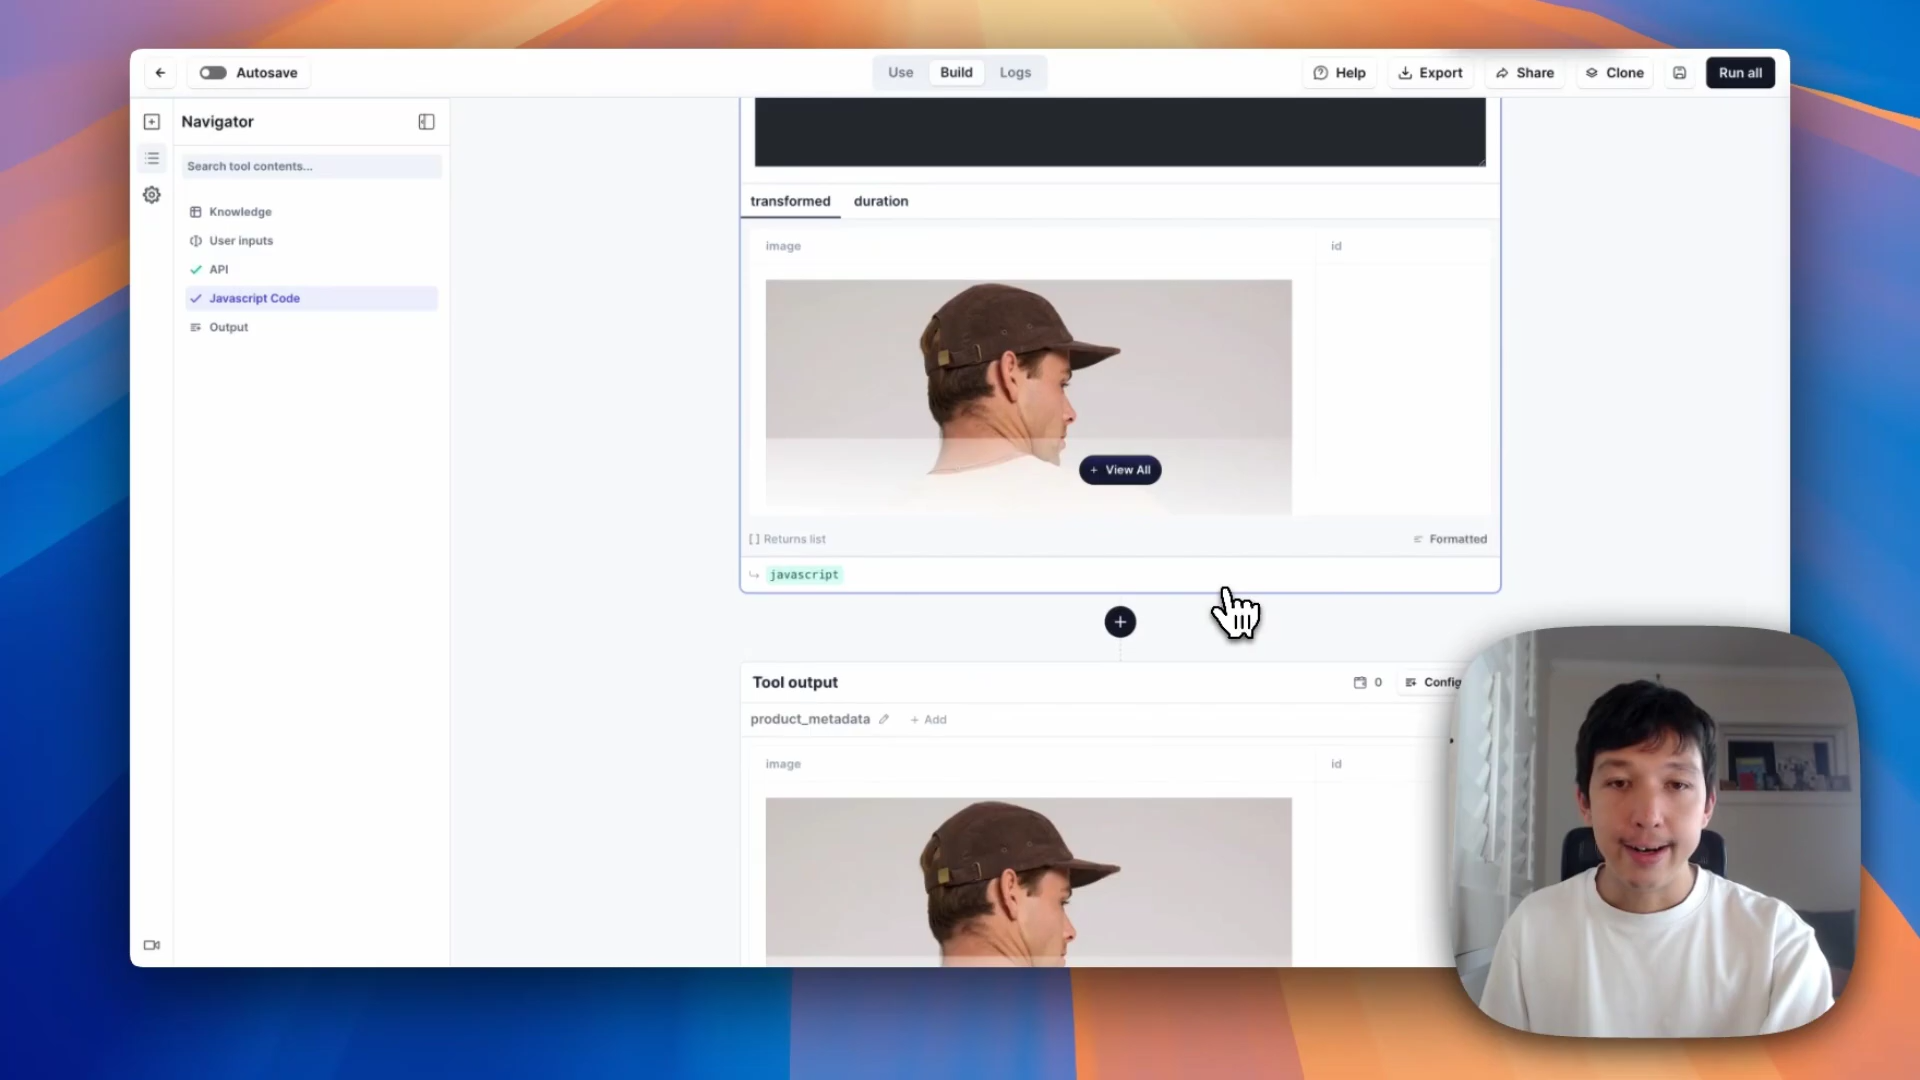 Autosave
Use Build Logs
Help Export Share Clone Run all
Navigator
Search tool contents...
Knowledge
User inputs
API
Javascript Code
Output
transformed duration
image id
+ View All
[ ] Returns list Formatted
javascript
+
Tool output 0 Config
product_metadata + Add
image id